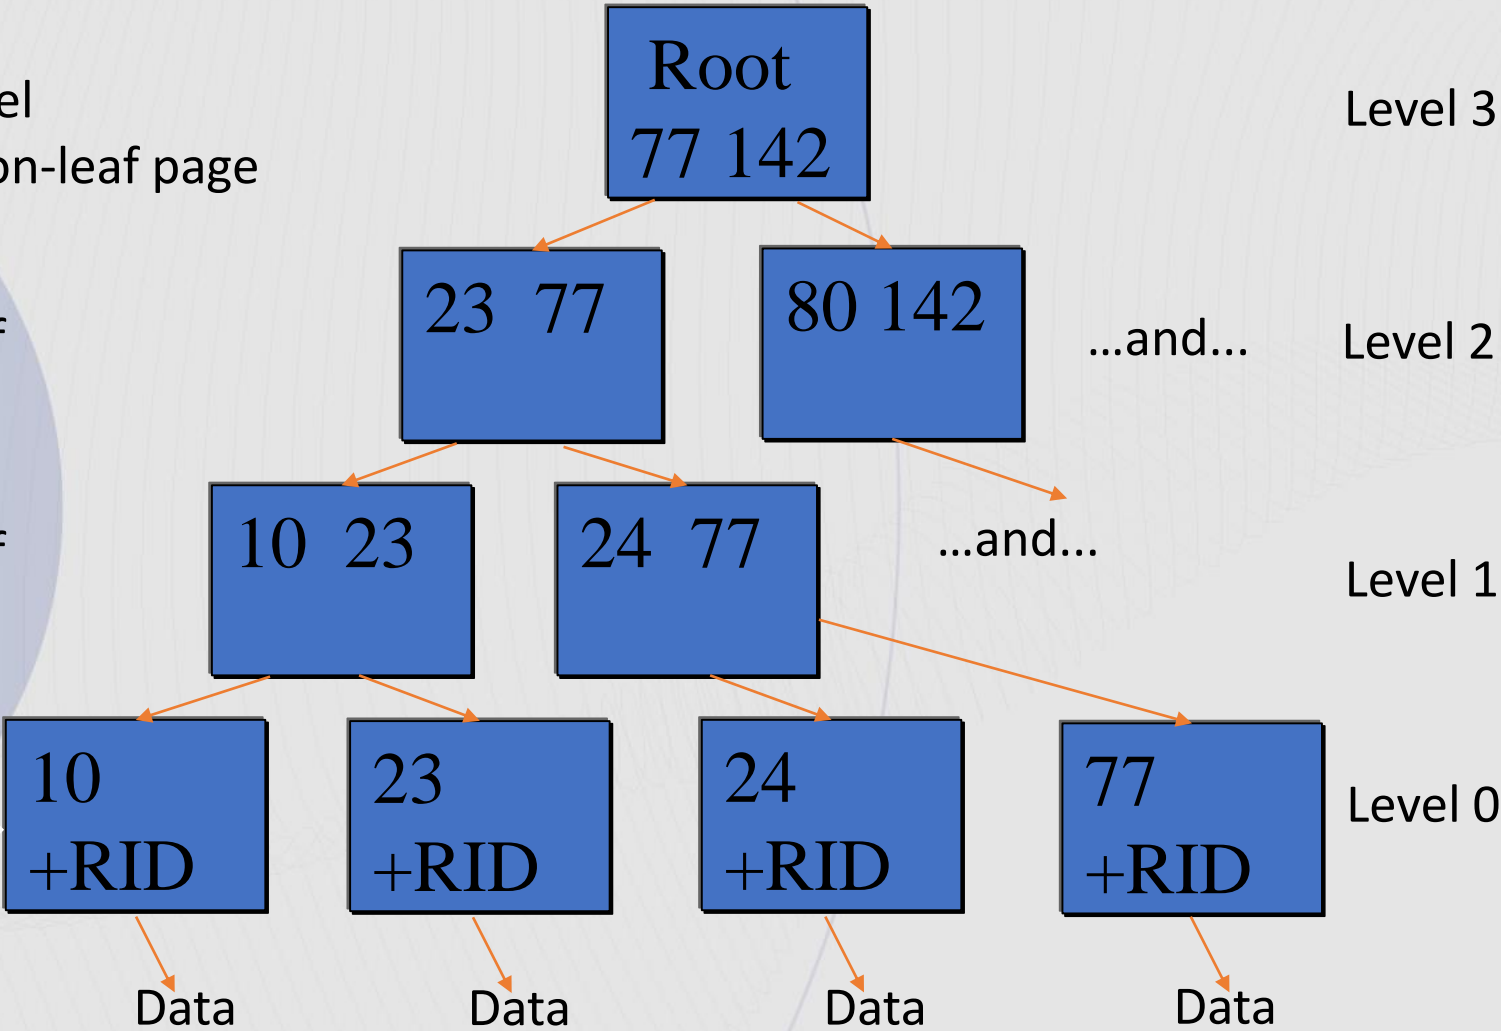 Root
77 142
Level 3
on-leaf page
23 77
80 142
...and...
Level 2
10 23
24 77
...and...
Level 1
10
+RID
23
+RID
24
+RID
77
+RID
Level 0
Data
Data
Data
Data